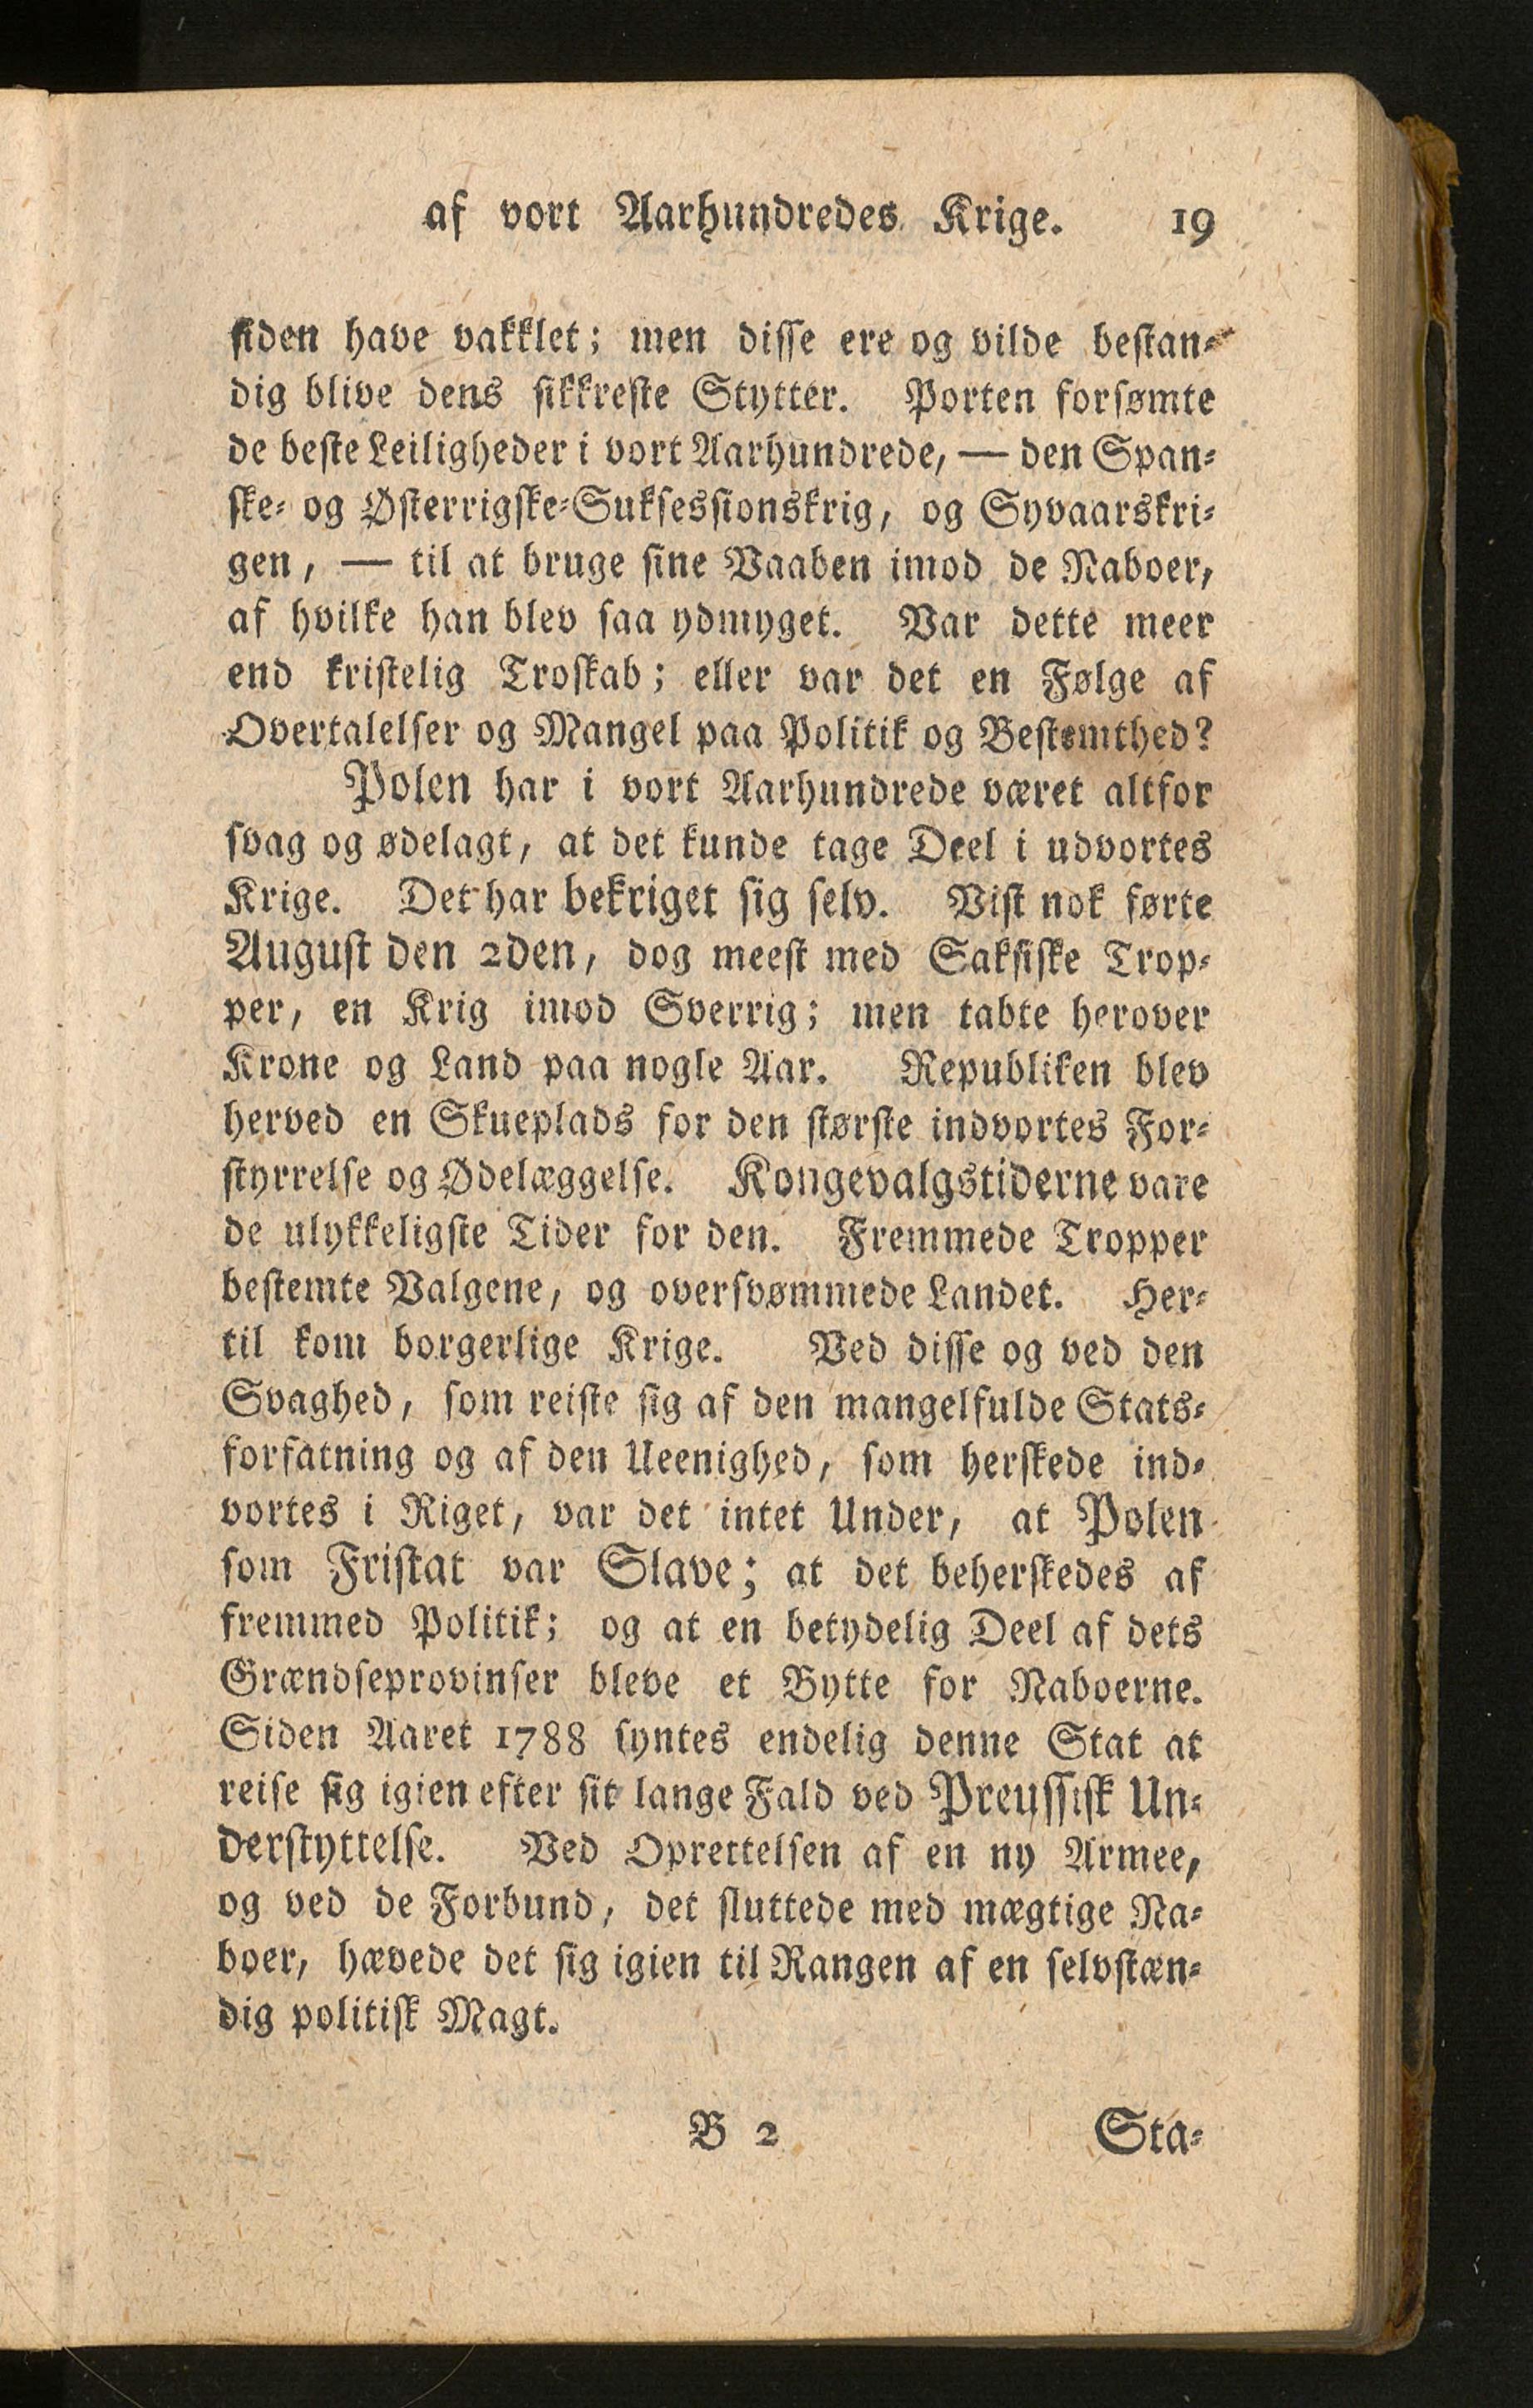 af vort Aarhundredes Krige. 19
siden have vakklet; men disse ere og vilde bestan-
dig blive dens sikkreste Stytter. Porten forsømte
de beste Leiligheder i vort Aarhundrede, — den Span-
ske- og Østerrigske-Suksessionskrig, og Syvaarskri-
gen, — til at bruge sine Vaaben imod de Naboer,
af hvilke han blev saa ydmyget. Var dette meer
end kristelig Troskab; eller var det en Følge af
Overtalelser og Mangel paa Politik og Bestemthed?
Polen har i vort Aarhundrede været altfor
svag og ødelagt, at det kunde tage Deel i udvortes
Krige. Det har bekriget sig selv. Vist nok førte
August den 2den, dog meest med Saksiske Trop-
per, en Krig imod Sverrig; men tabte herover
Krone og Land paa nogle Aar. Republiken blev
herved en Skueplads for den største indvortes For-
styrrelse og Ødelæggelse. Kongevalgstiderne vare
de ulykkeligste Tider for den. Fremmede Tropper
bestemte Valgene, og oversvømmede Landet. Her-
til kom borgerlige Krige. Ved disse og ved den
Svaghed, som reiste sig af den mangelfulde Stats-
forfatning og af den Ueenighed, som herskede ind-
vortes i Riget, var det intet Under, at Polen
som Fristat var Slave; at det beherskedes af
fremmed Politik; og at en betydelig Deel af dets
Grændseprovinser bleve et Bytte for Naboerne.
Siden Aaret 1788 syntes endelig denne Stat at
reise sig igien efter sit lange Fald ved Preussisk Un-
derstyttelse. Ved Oprettelsen af en ny Armee,
og ved de Forbund, det sluttede med mægtige Na-
boer, hævede det sig igien til Rangen af en selvstæn-
dig politisk Magt.
B 2 Sta-